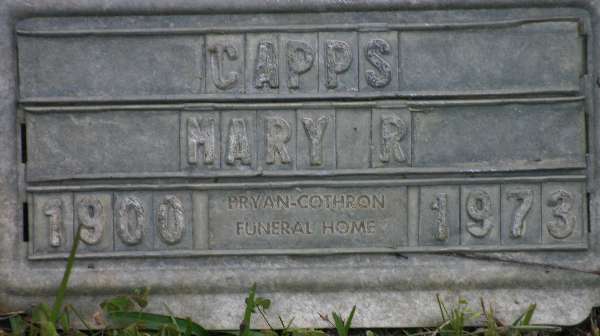 CAPPS
MARY R
1900 BRYAN-COTHRON 1973
FUNERAL HOME